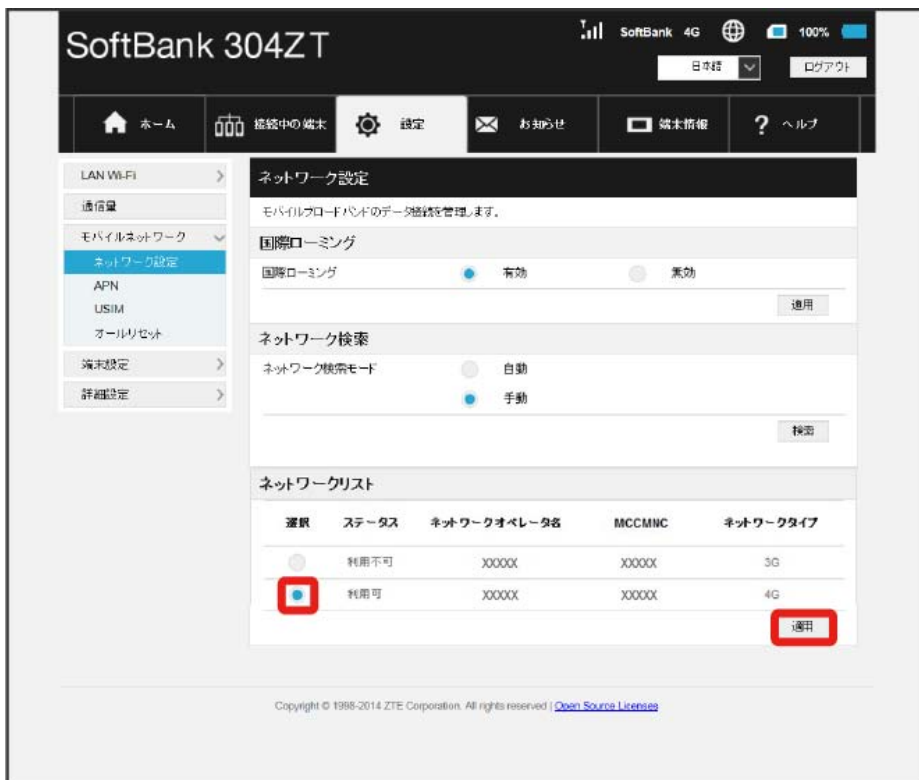 SoftBank 304ZT
SoftBank 4G 100%
日本語 ログアウト
ホーム 接続中の端末 設定 お知らせ 端末情報 ? ヘルプ
LAN Wi-Fi
通信量
モバイルネットワーク
ネットワーク設定
APN
USIM
オールリセット
端末設定
詳細設定
ネットワーク設定
モバイルブロードバンドのデータ接続を管理します。
国際ローミング
国際ローミング 有効 無効
適用
ネットワーク検索
ネットワーク検索モード 自動
手動
検索
ネットワークリスト
選択 ステータス ネットワークオペレータ名 MCCMNC ネットワークタイプ
利用不可 XXXXX XXXXX 3G
利用可 XXXXX XXXXX 4G
適用
Copyright © 1998-2014 ZTE Corporation. All rights reserved | Open Source Licenses